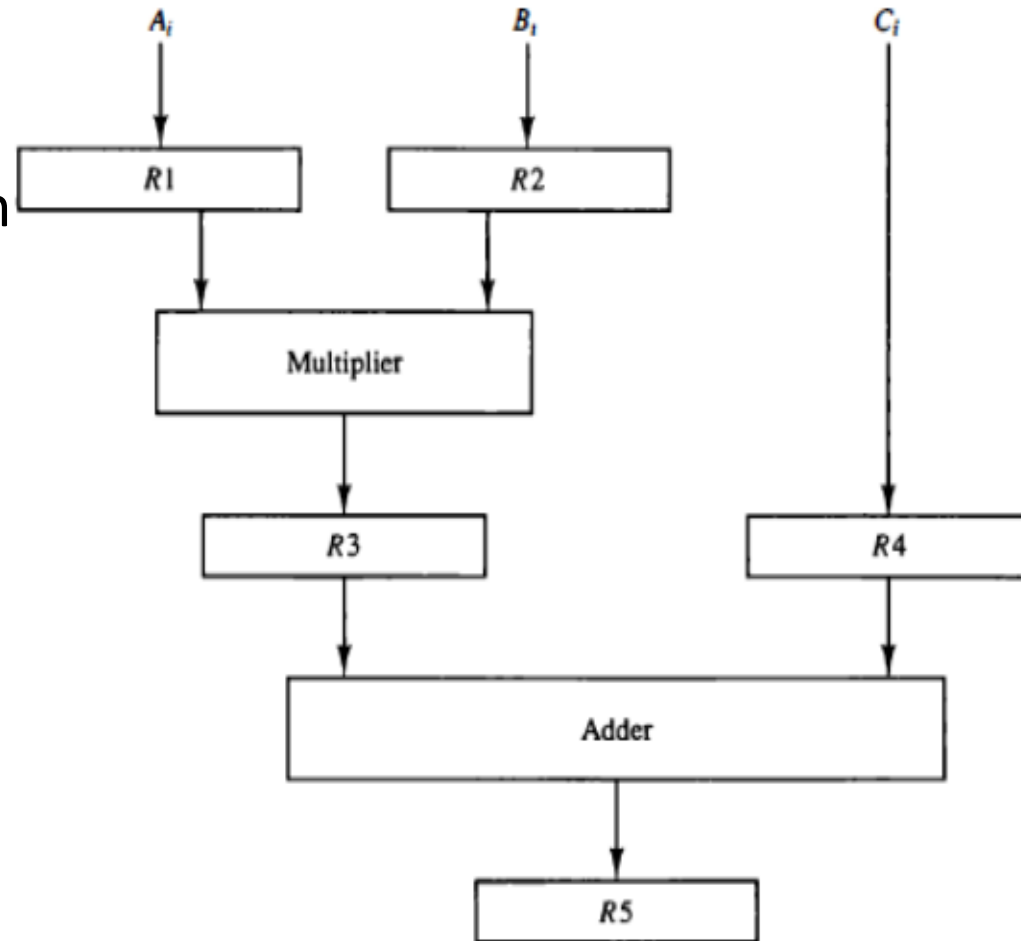 Aᵢ Bᵢ Cᵢ
R1 R2
n
Multiplier
R3 R4
Adder
R5